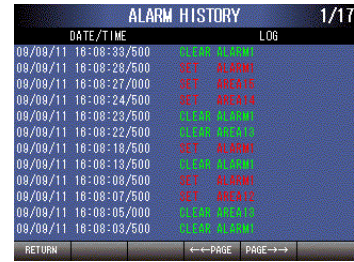 ALARM HISTORY 1/17
DATE/TIME LOG
09/09/11 16:08:33/500 CLEAR ALARM1
09/09/11 16:08:28/500 SET ALARM1
09/09/11 16:08:27/000 SET AREA15
09/09/11 16:08:24/500 SET AREA14
09/09/11 16:08:23/500 CLEAR ALARM1
09/09/11 16:08:22/500 CLEAR AREA13
09/09/11 16:08:18/500 SET ALARM1
09/09/11 16:08:13/500 CLEAR ALARM1
09/09/11 16:08:08/500 SET ALARM1
09/09/11 16:08:07/500 SET AREA12
09/09/11 16:08:05/000 CLEAR AREA13
09/09/11 16:08:03/500 CLEAR ALARM1
RETURN ←←PAGE PAGE→→